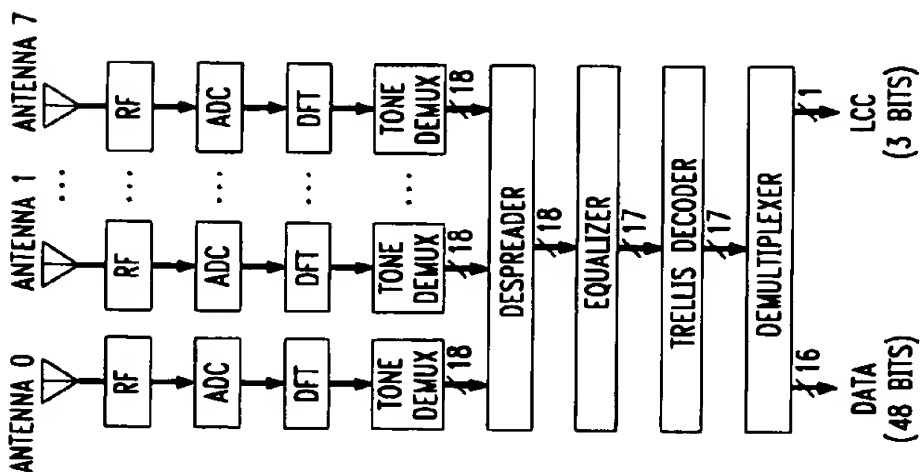 ANTENNA 0 ANTENNA 1 ... ANTENNA 7
RF RF ... RF
ADC ADC ... ADC
DFT DFT ... DFT
TONE DEMUX TONE DEMUX ... TONE DEMUX
18 18 18
DESPREADER
18
EQUALIZER
17
TRELLIS DECODER
17
DEMULTIPLEXER
16 1
DATA LCC
(48 BITS) (3 BITS)